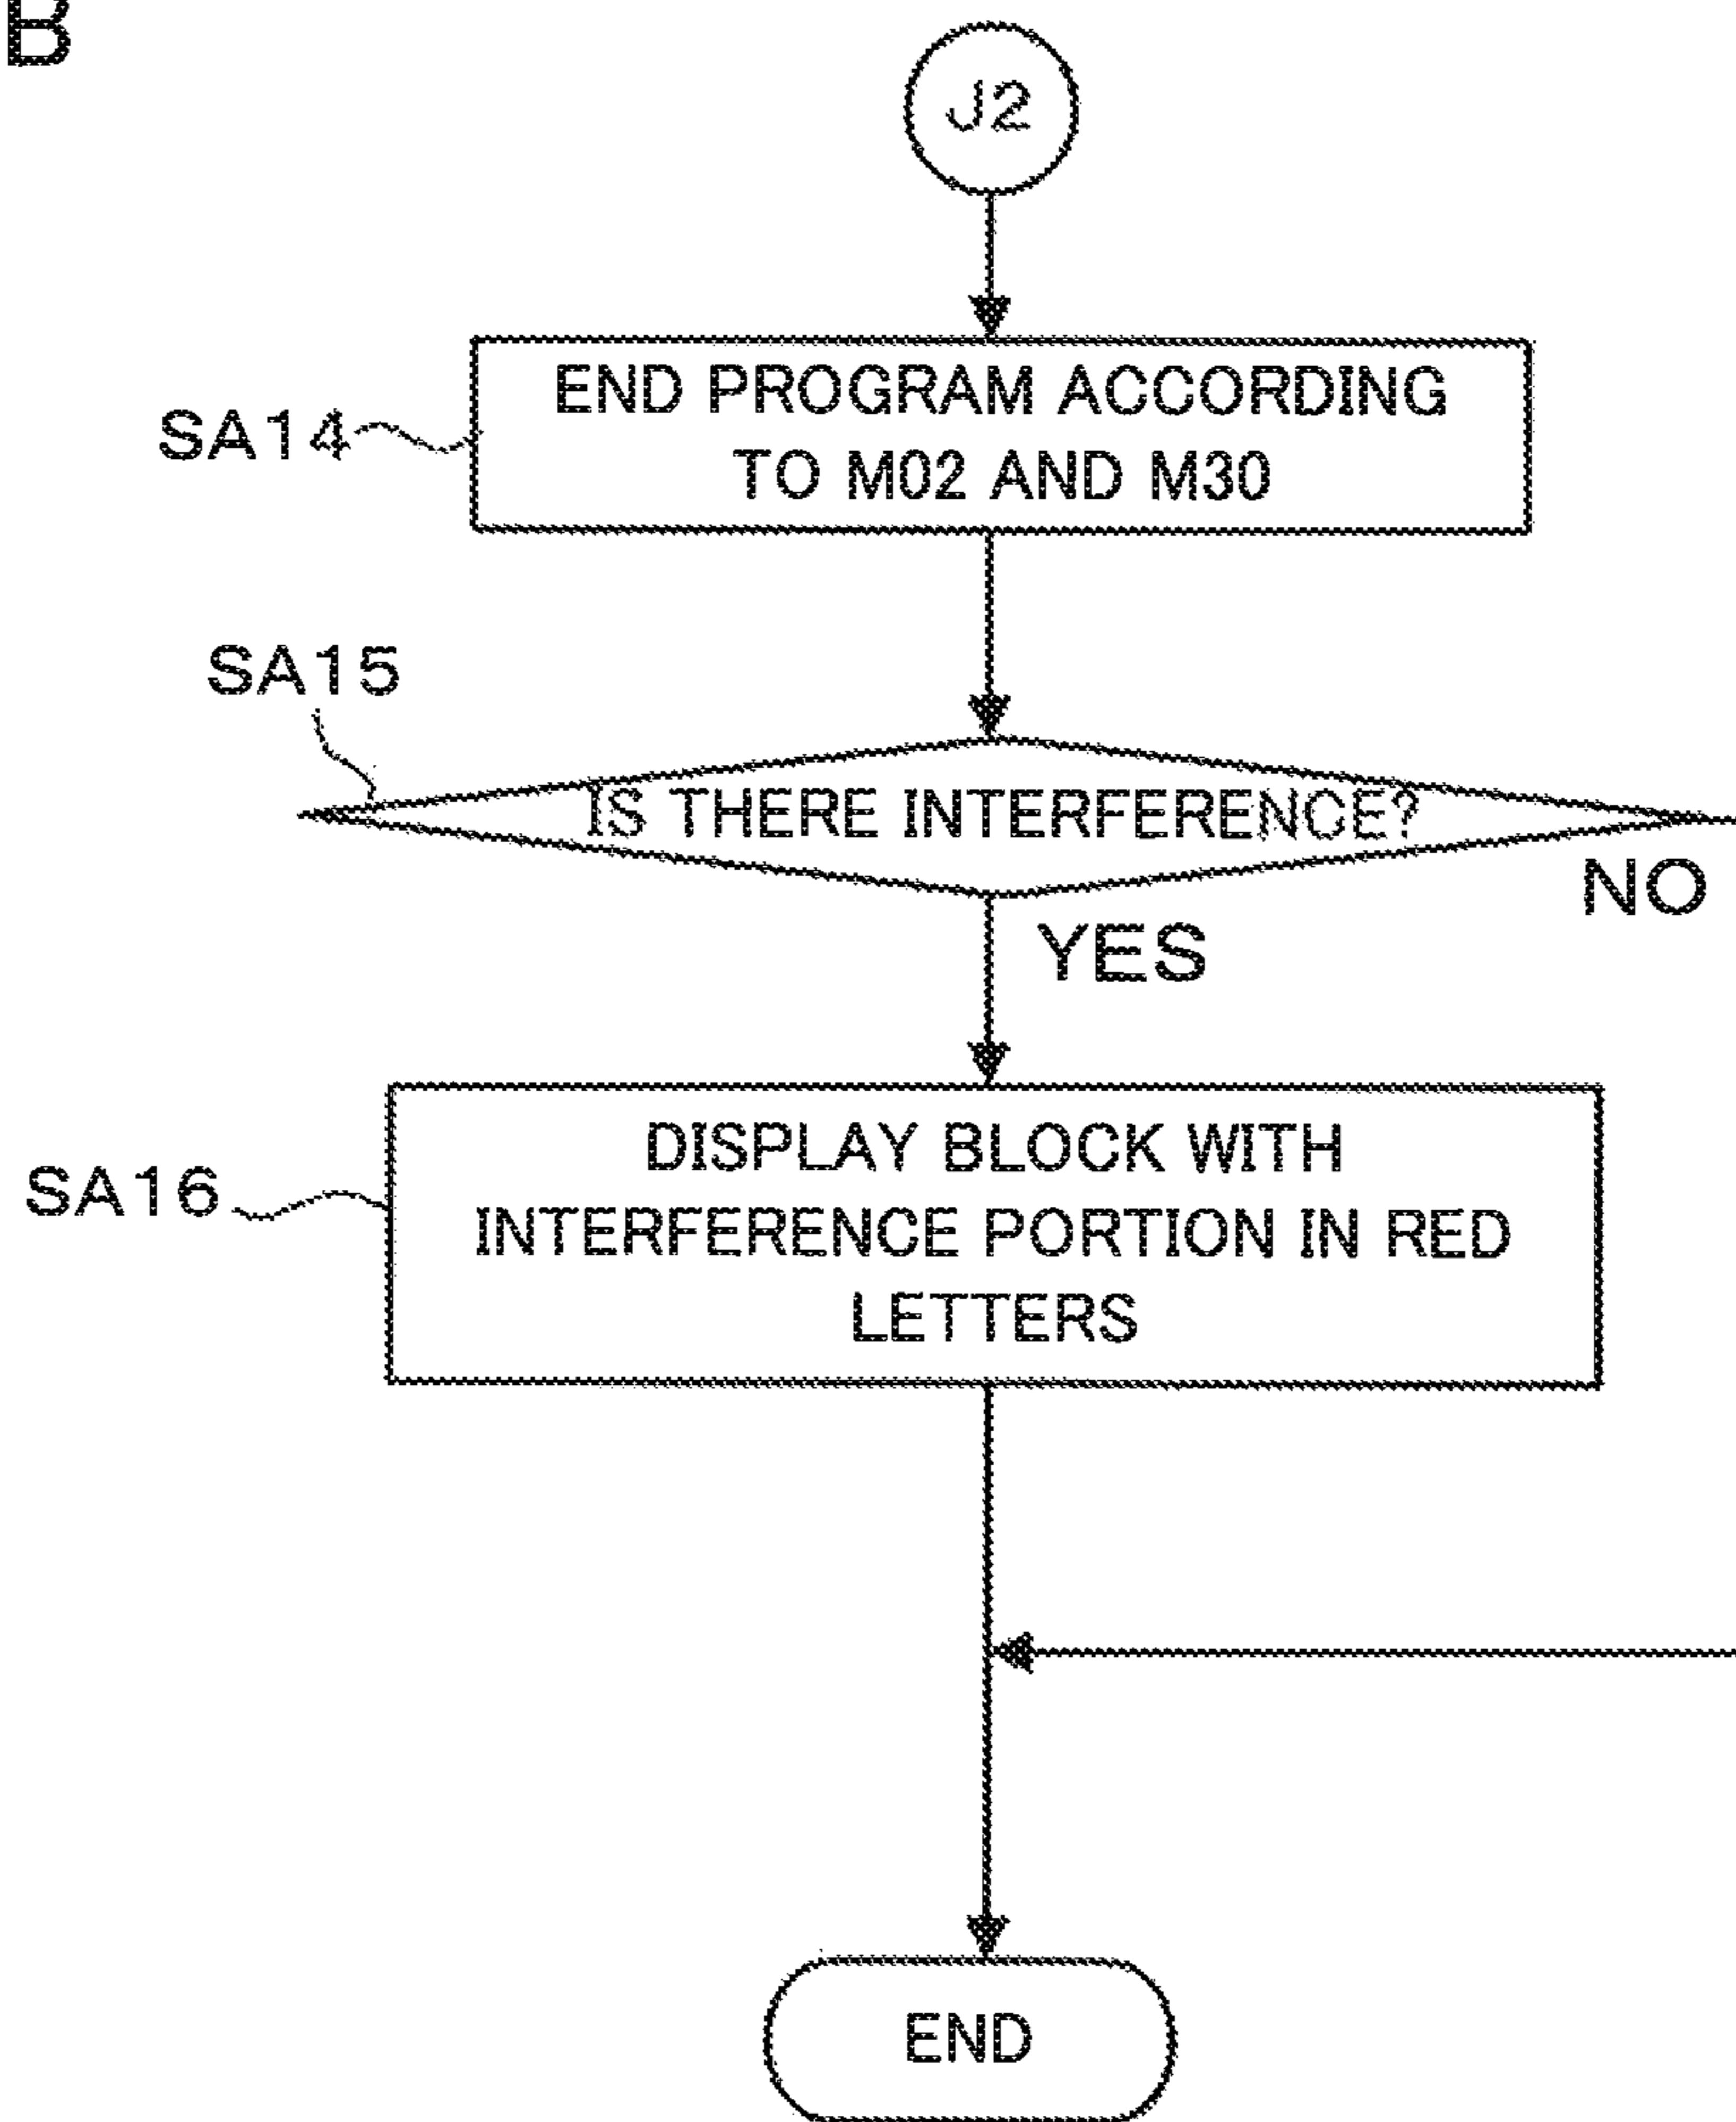 B
J2
SA14
END PROGRAM ACCORDING
TO M02 AND M30
SA15
IS THERE INTERFERENCE?
NO
YES
SA16
DISPLAY BLOCK WITH
INTERFERENCE PORTION IN RED
LETTERS
END